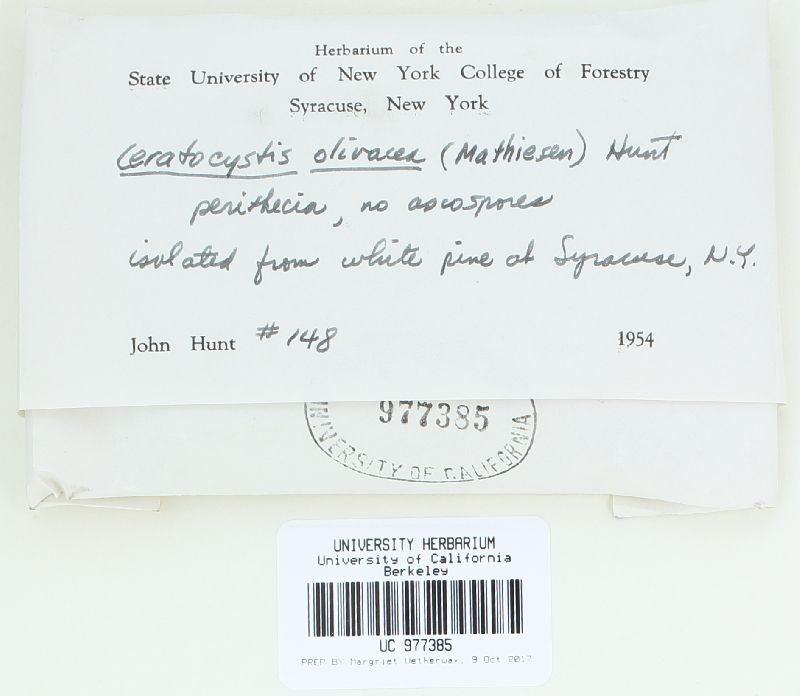 Herbarium of the
State University of New York College of Forestry
Syracuse, New York
Ceratocystis olivacea (Mathiesen) Hunt
perithecia, no ascospores
isolated from white pine at Syracuse, N.Y.
John Hunt #148 1954
977385
UNIVERSITY OF CALIFORNIA
UNIVERSITY HERBARIUM
University of California
Berkeley
UC 977385
PREP BY Margriet Wetherwax, 9 Oct 2017